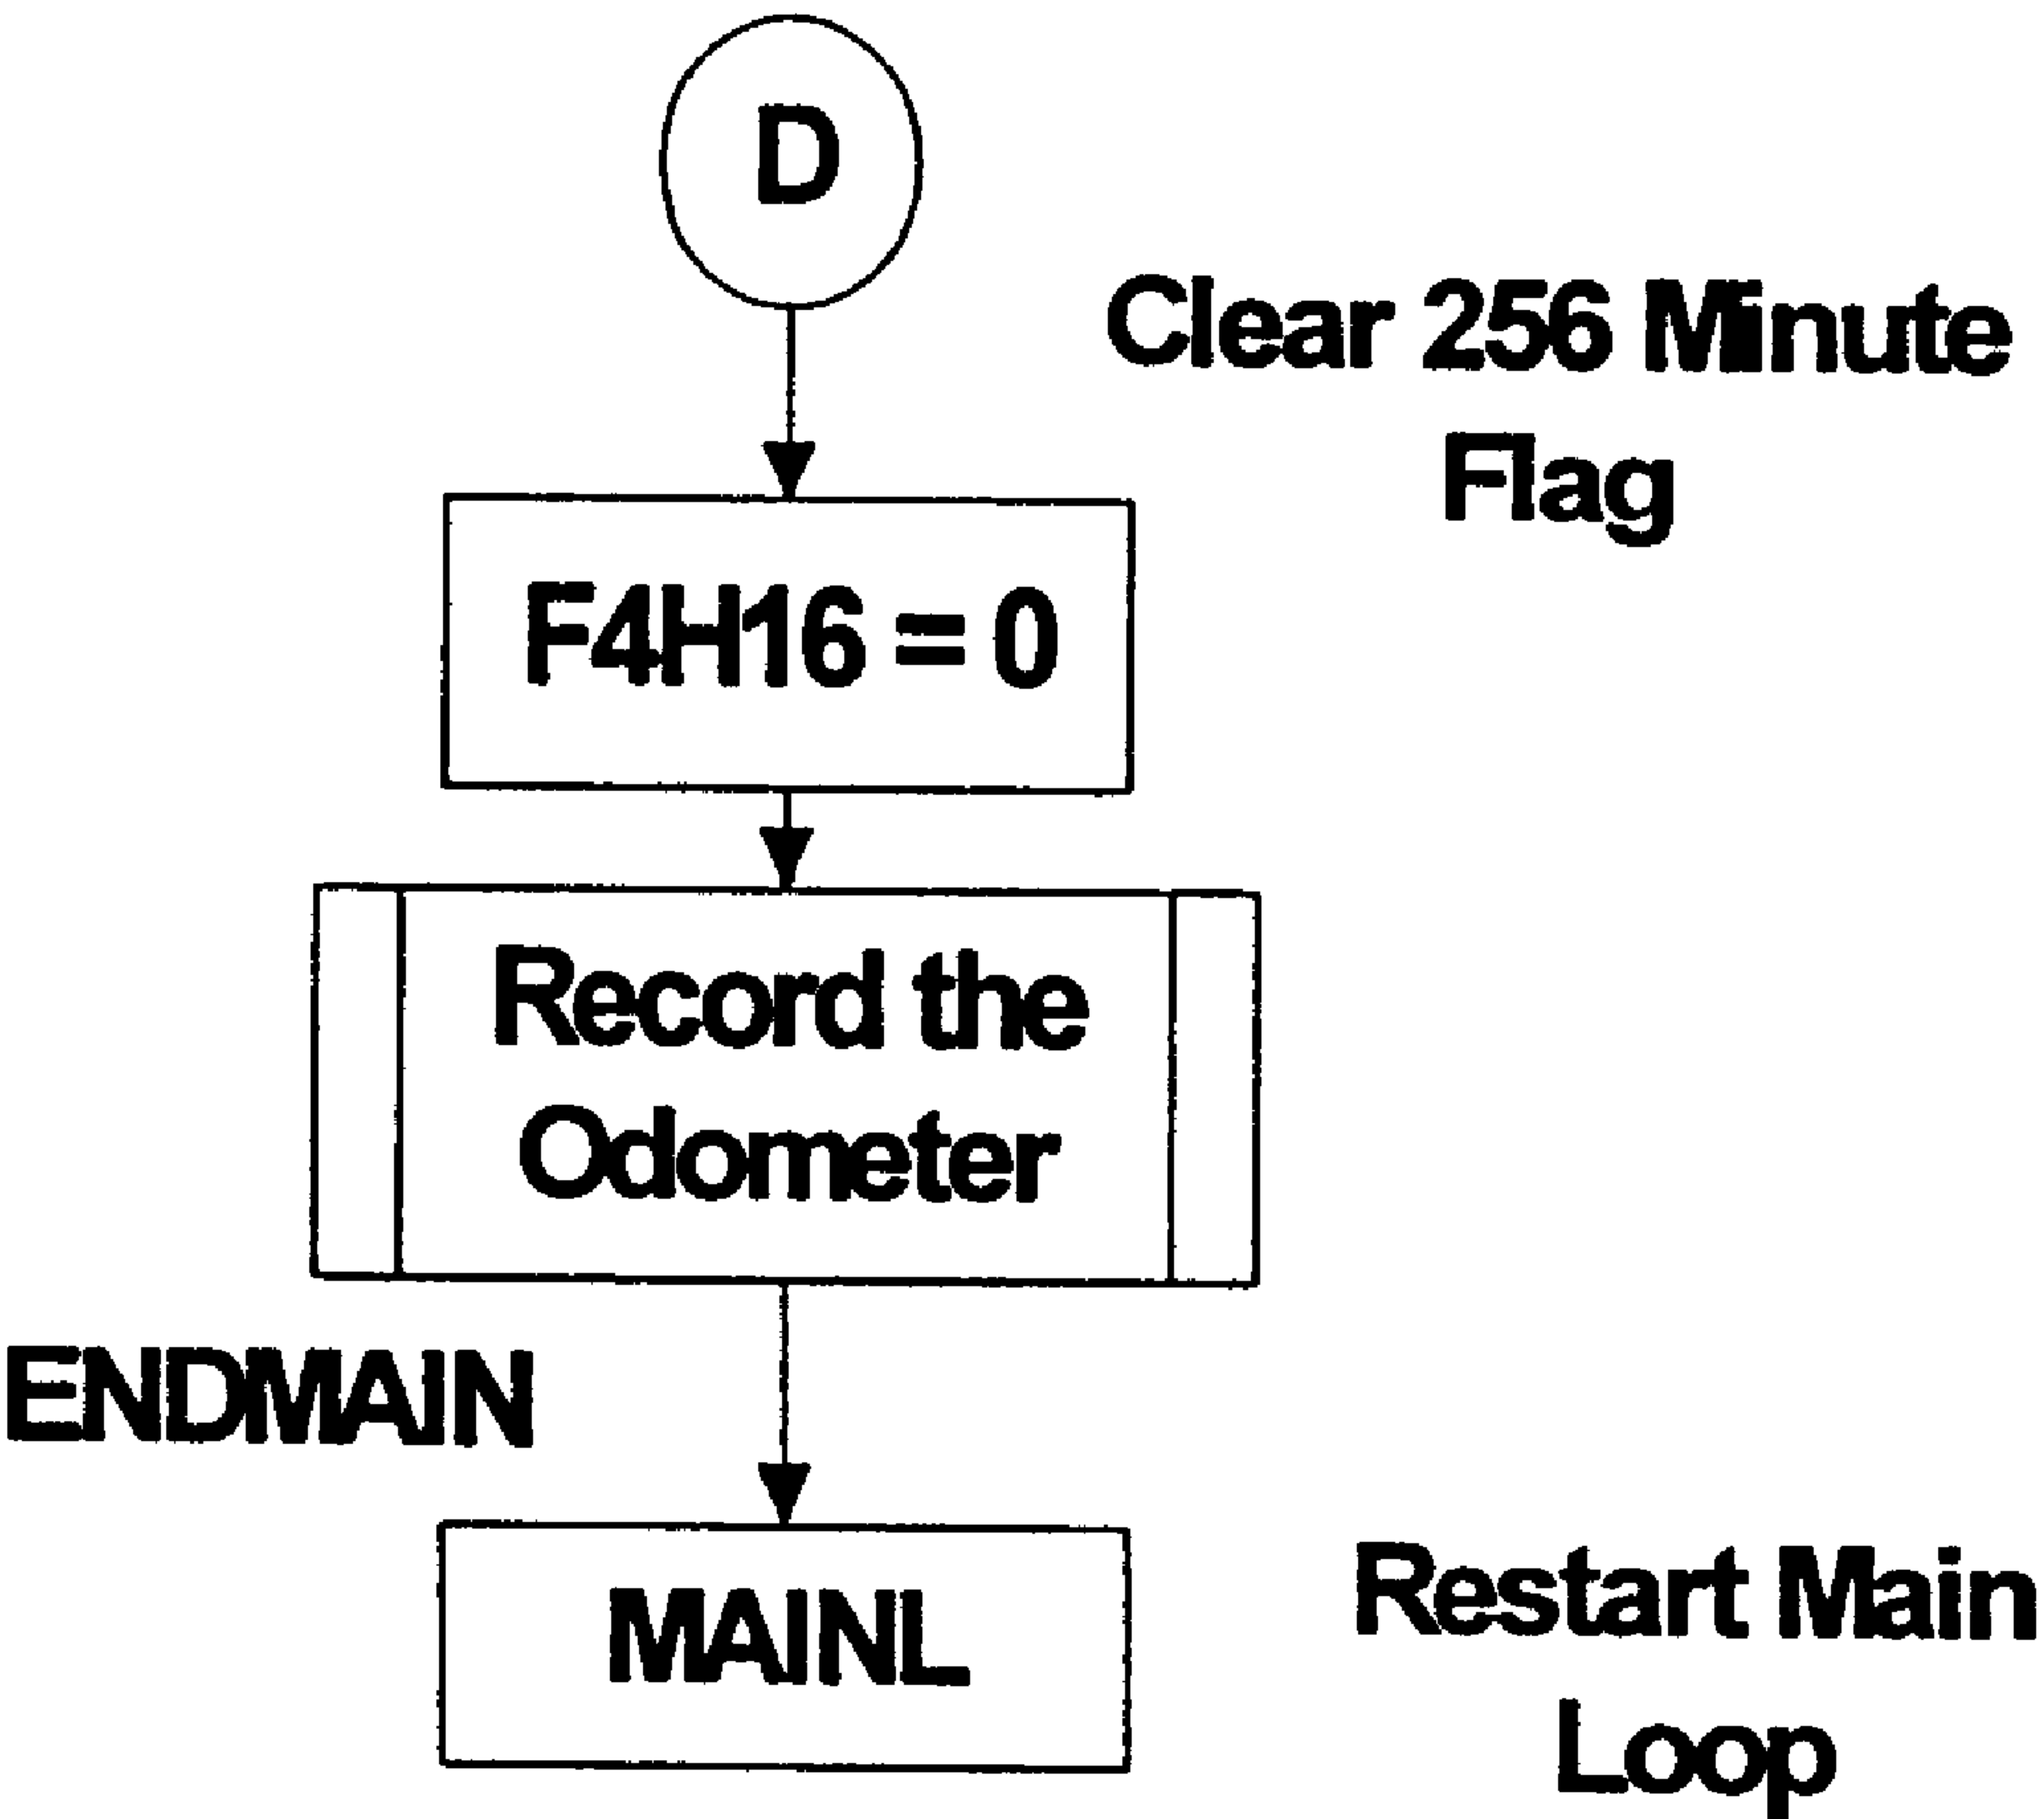 D
Clear 256 Minute
Flag
F4H16 = 0
Record the
Odometer
ENDMAIN
MAINL
Restart Main
Loop